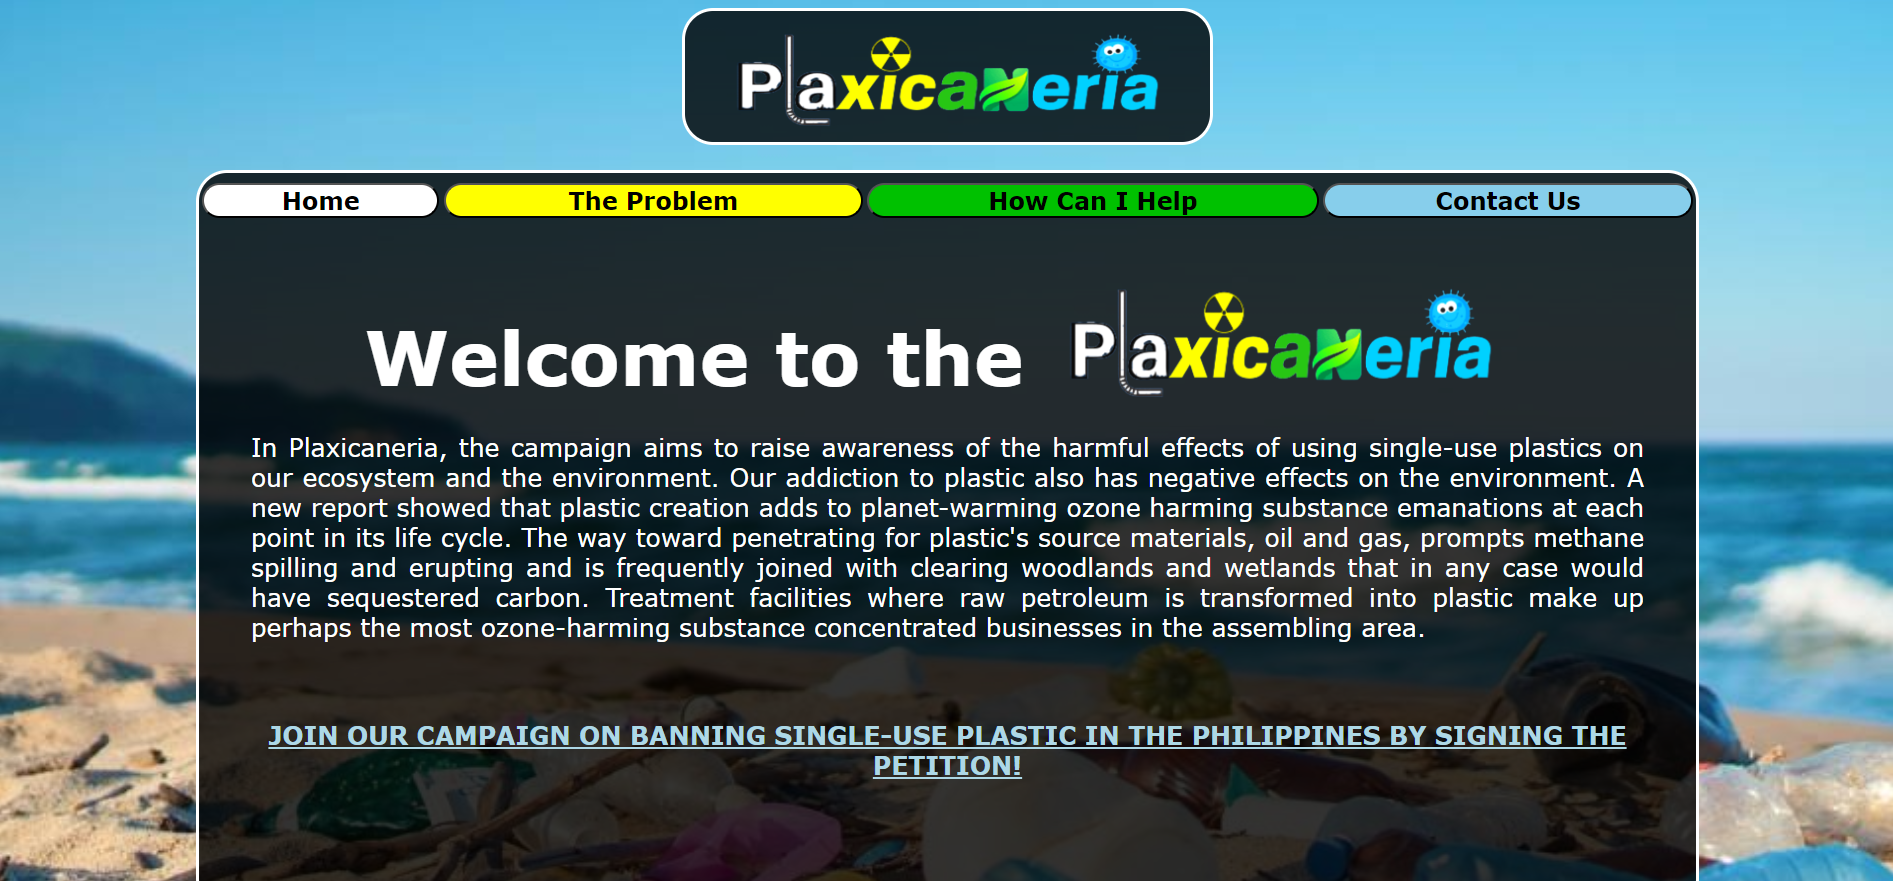 PlaxicaNeria
Home
The Problem
How Can I Help
Contact Us
Welcome to the PlaxicaNeria
In Plaxicaneria, the campaign aims to raise awareness of the harmful effects of using single-use plastics on
our ecosystem and the environment. Our addiction to plastic also has negative effects on the environment. A
new report showed that plastic creation adds to planet-warming ozone harming substance emanations at each
point in its life cycle. The way toward penetrating for plastic's source materials, oil and gas, prompts methane
spilling and erupting and is frequently joined with clearing woodlands and wetlands that in any case would
have sequestered carbon. Treatment facilities where raw petroleum is transformed into plastic make up
perhaps the most ozone-harming substance concentrated businesses in the assembling area.
JOIN OUR CAMPAIGN ON BANNING SINGLE-USE PLASTIC IN THE PHILIPPINES BY SIGNING THE
PETITION!